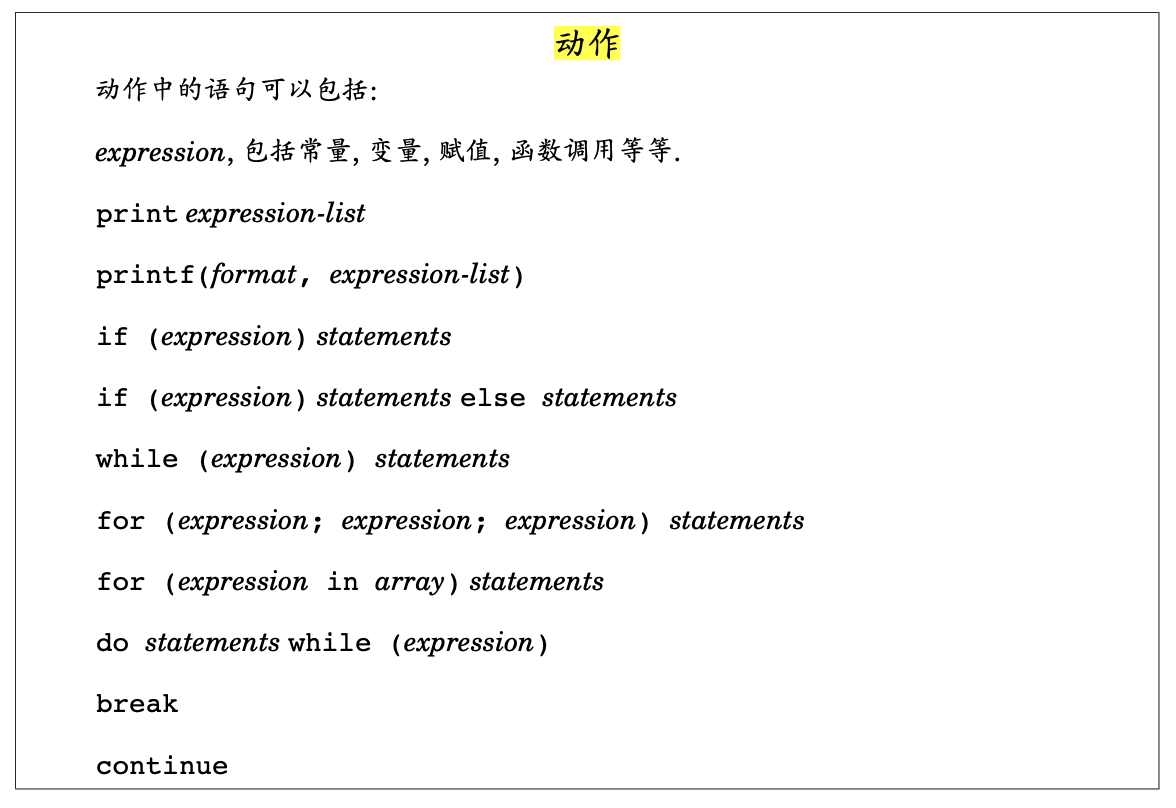 动作
动作中的语句可以包括:
expression, 包括常量, 变量, 赋值, 函数调用等等.
print expression-list
printf(format, expression-list)
if (expression) statements
if (expression) statements else statements
while (expression) statements
for (expression; expression; expression) statements
for (expression in array) statements
do statements while (expression)
break
continue